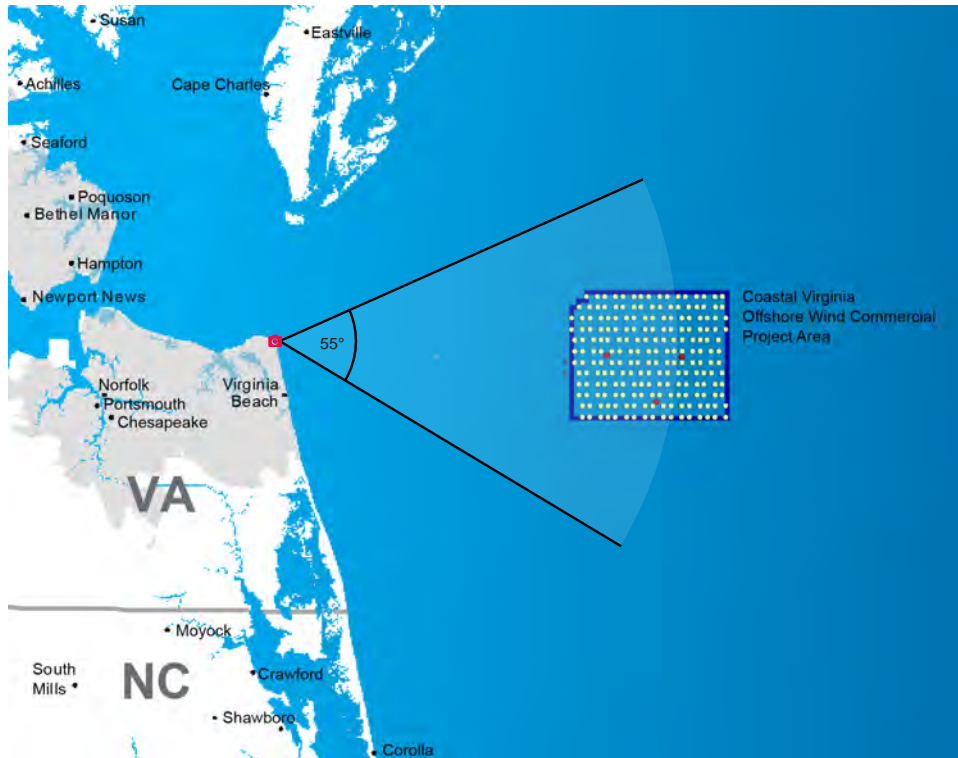 Susan
Eastville
Achilles
Cape Charles
Seaford
Poquoson
Bethel Manor
Hampton
Newport News
Coastal Virginia
Offshore Wind Commercial
Project Area
55°
Norfolk
Portsmouth
Chesapeake
Virginia
Beach
VA
Moyock
NC
South
Mills
Crawford
Shawboro
Corolla